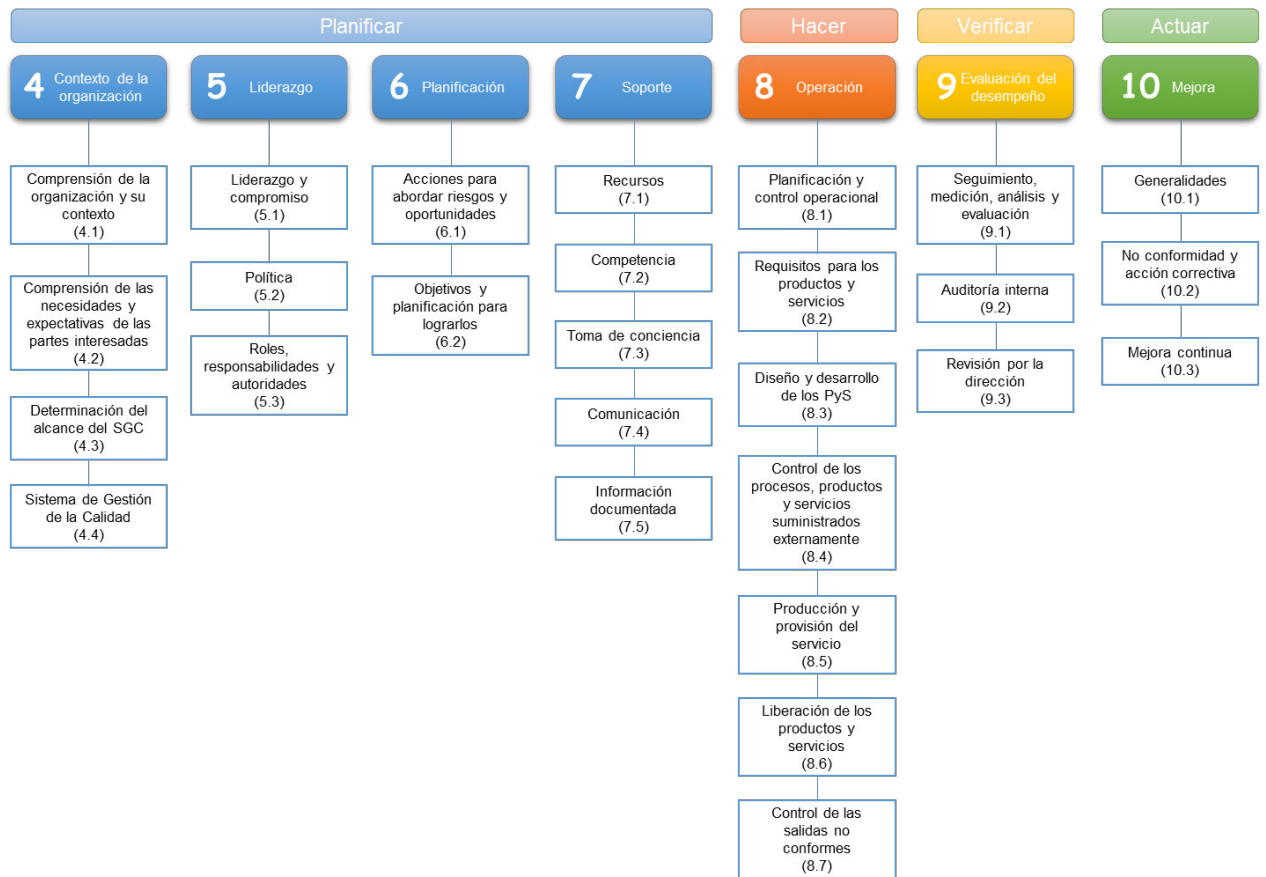 Planificar
Hacer
Verificar
Actuar
4 Contexto de la
organización
5 Liderazgo
6 Planificación
7 Soporte
8 Operación
9 Evaluación del
desempeño
10 Mejora
Comprensión de la
organización y su
contexto
(4.1)
Comprensión de las
necesidades y
expectativas de las
partes interesadas
(4.2)
Determinación del
alcance del SGC
(4.3)
Sistema de Gestión
de la Calidad
(4.4)
Liderazgo y
compromiso
(5.1)
Política
(5.2)
Roles,
responsabilidades y
autoridades
(5.3)
Acciones para
abordar riesgos y
oportunidades
(6.1)
Objetivos y
planificación para
lograrlos
(6.2)
Recursos
(7.1)
Competencia
(7.2)
Toma de conciencia
(7.3)
Comunicación
(7.4)
Información
documentada
(7.5)
Planificación y
control operacional
(8.1)
Requisitos para los
productos y
servicios
(8.2)
Diseño y desarrollo
de los PyS
(8.3)
Control de los
procesos, productos
y servicios
suministrados
externamente
(8.4)
Producción y
provisión del
servicio
(8.5)
Liberación de los
productos y
servicios
(8.6)
Control de las
salidas no
conformes
(8.7)
Seguimiento,
medición, análisis y
evaluación
(9.1)
Auditoría interna
(9.2)
Revisión por la
dirección
(9.3)
Generalidades
(10.1)
No conformidad y
acción correctiva
(10.2)
Mejora continua
(10.3)